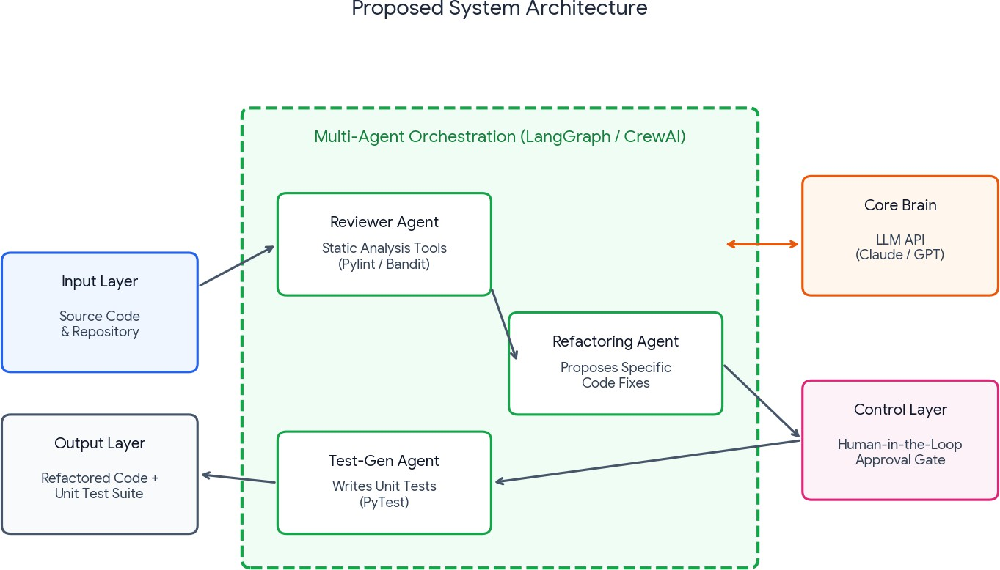 Proposed System Architecture
Multi-Agent Orchestration (LangGraph / CrewAI)
Reviewer Agent
Static Analysis Tools
(Pylint / Bandit)
Core Brain
LLM API
(Claude / GPT)
Input Layer
Source Code
& Repository
Refactoring Agent
Proposes Specific
Code Fixes
Control Layer
Human-in-the-Loop
Approval Gate
Output Layer
Refactored Code +
Unit Test Suite
Test-Gen Agent
Writes Unit Tests
(PyTest)